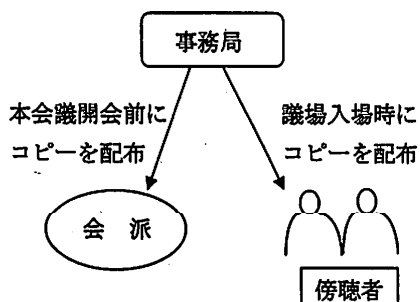 事務局
本会議開会前に
コピーを配布
議場入場時に
コピーを配布
会派
傍聴者